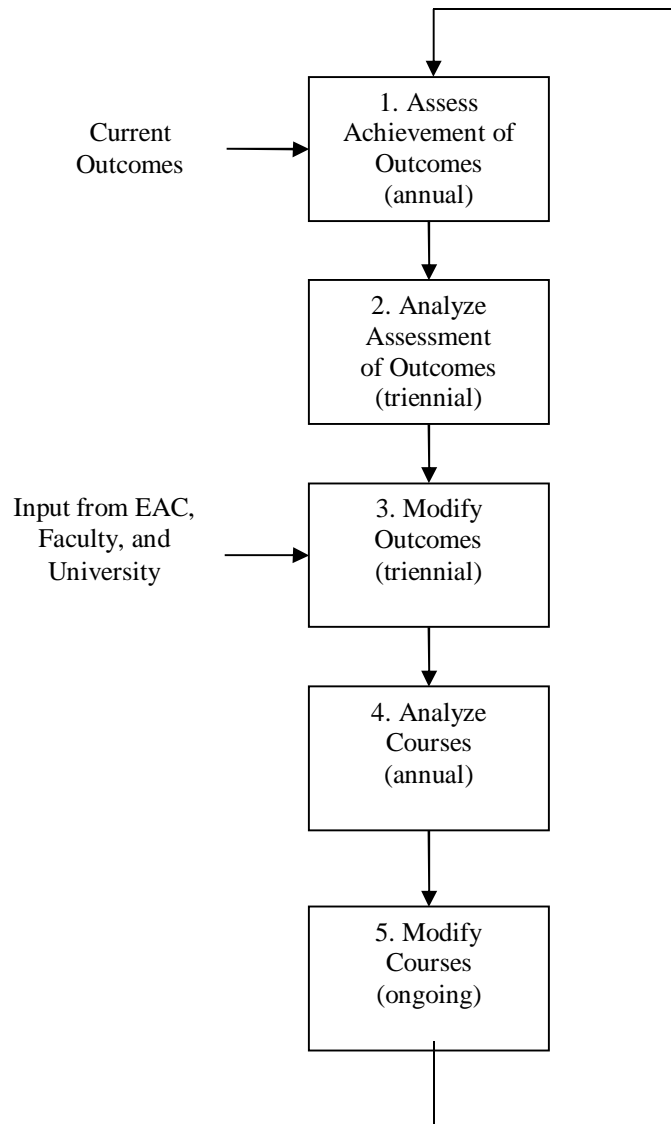 1. Assess
Achievement of
Outcomes
(annual)
Current
Outcomes
2. Analyze
Assessment
of Outcomes
(triennial)
Input from EAC,
Faculty, and
University
3. Modify
Outcomes
(triennial)
4. Analyze
Courses
(annual)
5. Modify
Courses
(ongoing)